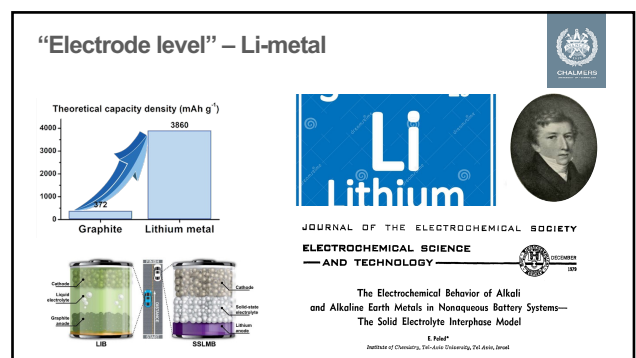 “Electrode level” – Li-metal
CHALMERS
Theoretical capacity density (mAh g⁻¹)
4000
3000
2000
1000
0
372
3860
Graphite
Lithium metal
Li
Lithium
JOURNAL OF THE ELECTROCHEMICAL SOCIETY
ELECTROCHEMICAL SCIENCE
AND TECHNOLOGY
DECEMBER
1979
The Electrochemical Behavior of Alkali
and Alkaline Earth Metals in Nonaqueous Battery Systems—
The Solid Electrolyte Interphase Model
E. Peled*
Institute of Chemistry, Tel-Aviv University, Tel Aviv, Israel
Cathode
Liquid
electrolyte
Graphite
anode
LIB
FINISH
START
Cathode
Solid-state
electrolyte
Lithium
anode
SSLMB